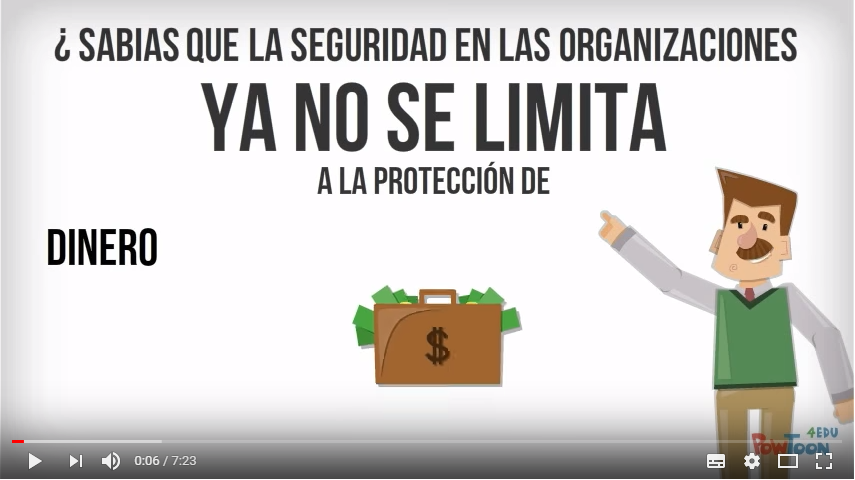 ¿ SABIAS QUE LA SEGURIDAD EN LAS ORGANIZACIONES
YA NO SE LIMITA
A LA PROTECCIÓN DE
DINERO
$
4EDU
POWTOON
0:06 / 7:23